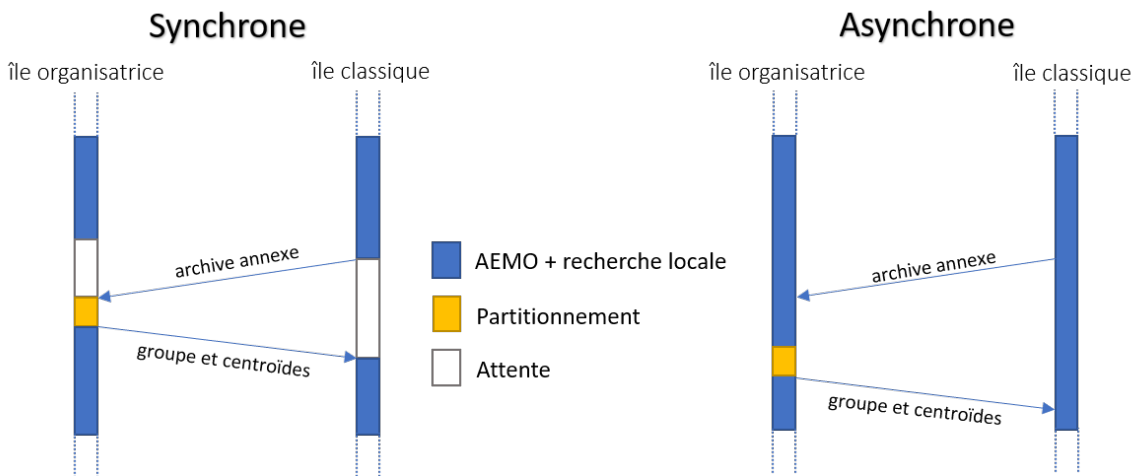 Synchrone
île organisatrice
île classique
archive annexe
groupe et centroïdes
AEMO + recherche locale
Partitionnement
Attente
Asynchrone
île organisatrice
île classique
archive annexe
groupe et centroïdes